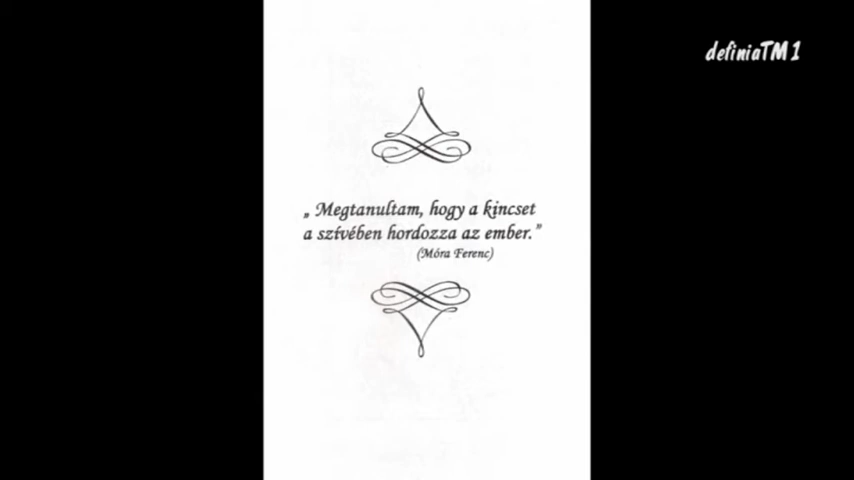 definiaTM1
„ Megtanultam, hogy a kincset
a szívében hordozza az ember.”
(Móra Ferenc)